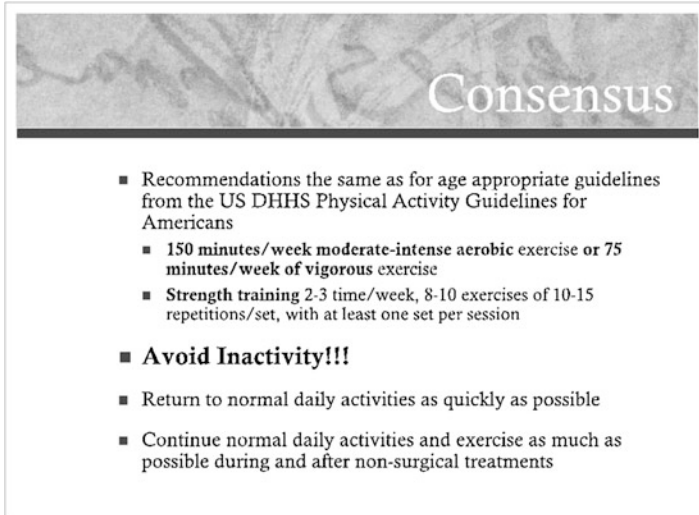 Consensus
Recommendations the same as for age appropriate guidelines
from the US DHHS Physical Activity Guidelines for
Americans
150 minutes/week moderate-intense aerobic exercise or 75
minutes/week of vigorous exercise
Strength training 2-3 time/week, 8-10 exercises of 10-15
repetitions/set, with at least one set per session
Avoid Inactivity!!!
Return to normal daily activities as quickly as possible
Continue normal daily activities and exercise as much as
possible during and after non-surgical treatments